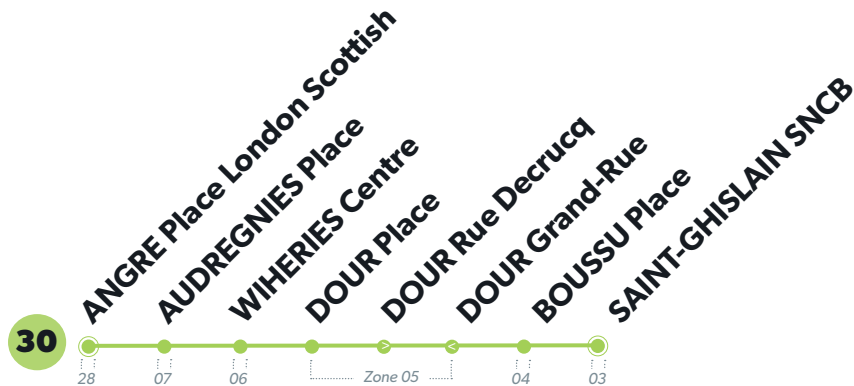 ANGRE Place London Scottish
AUDREGNIES Place
WIHERIES Centre
DOUR Place
DOUR Rue Decrucq
DOUR Grand-Rue
BOUSSU Place
SAINT-GHISLAIN SNCB
30
> <
28 07 06 Zone 05 04 03